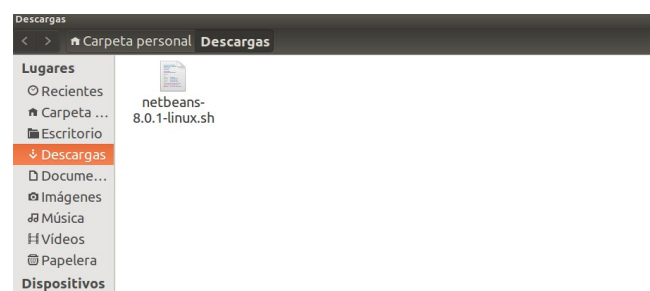 Descargas
Carpeta personal Descargas
Lugares
Recientes
Carpeta ...
Escritorio
Descargas
Docume...
Imágenes
Música
Vídeos
Papelera
Dispositivos
netbeans-
8.0.1-linux.sh